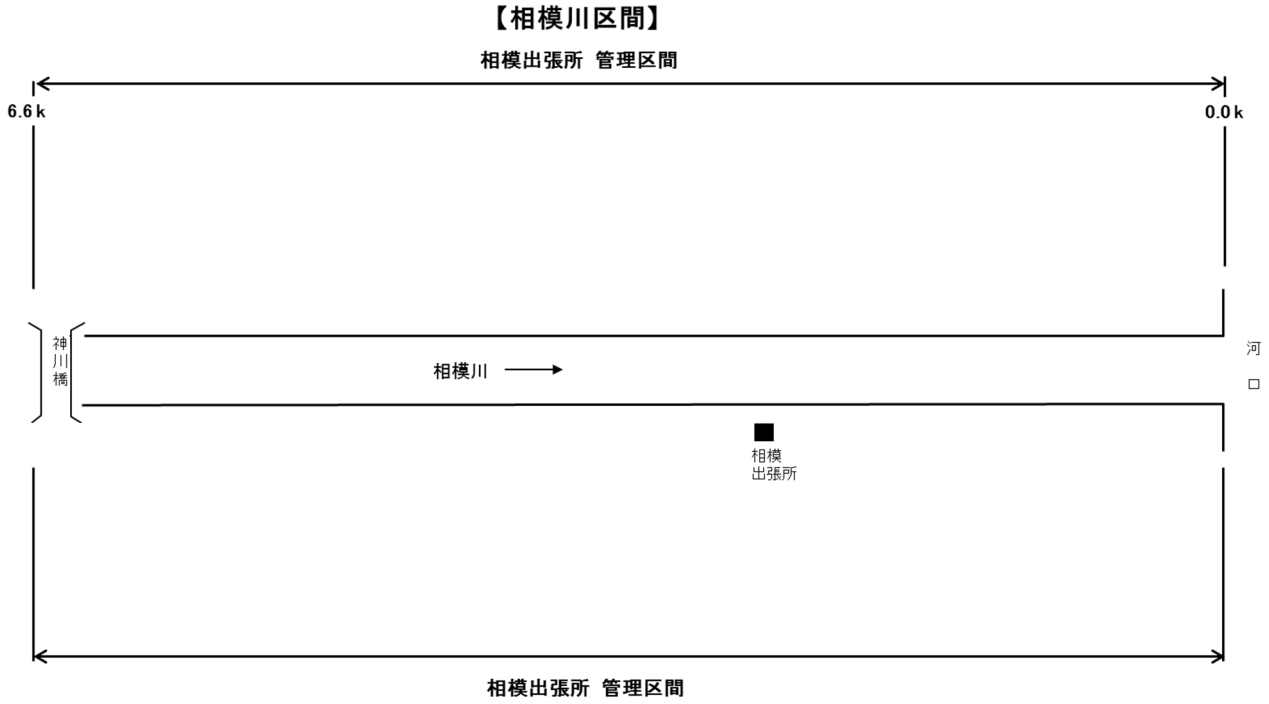 【相模川区間】
相模出張所 管理区間
6.6k
0.0k
神川橋
相模川
河口
相模
出張所
相模出張所 管理区間